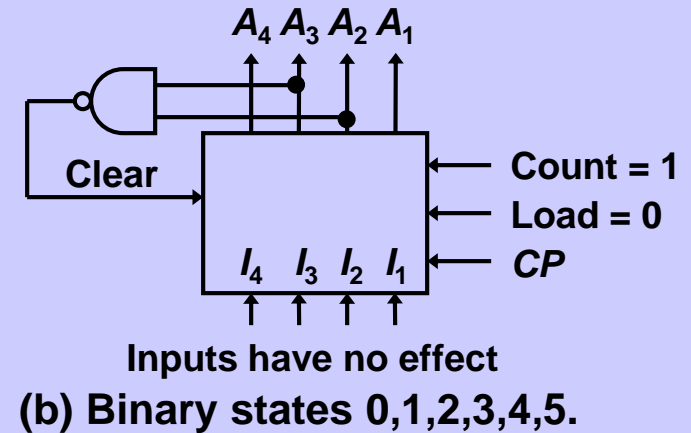 A4 A3 A2 A1
Clear
Count = 1
Load = 0
CP
I4 I3 I2 I1
Inputs have no effect
(b) Binary states 0,1,2,3,4,5.